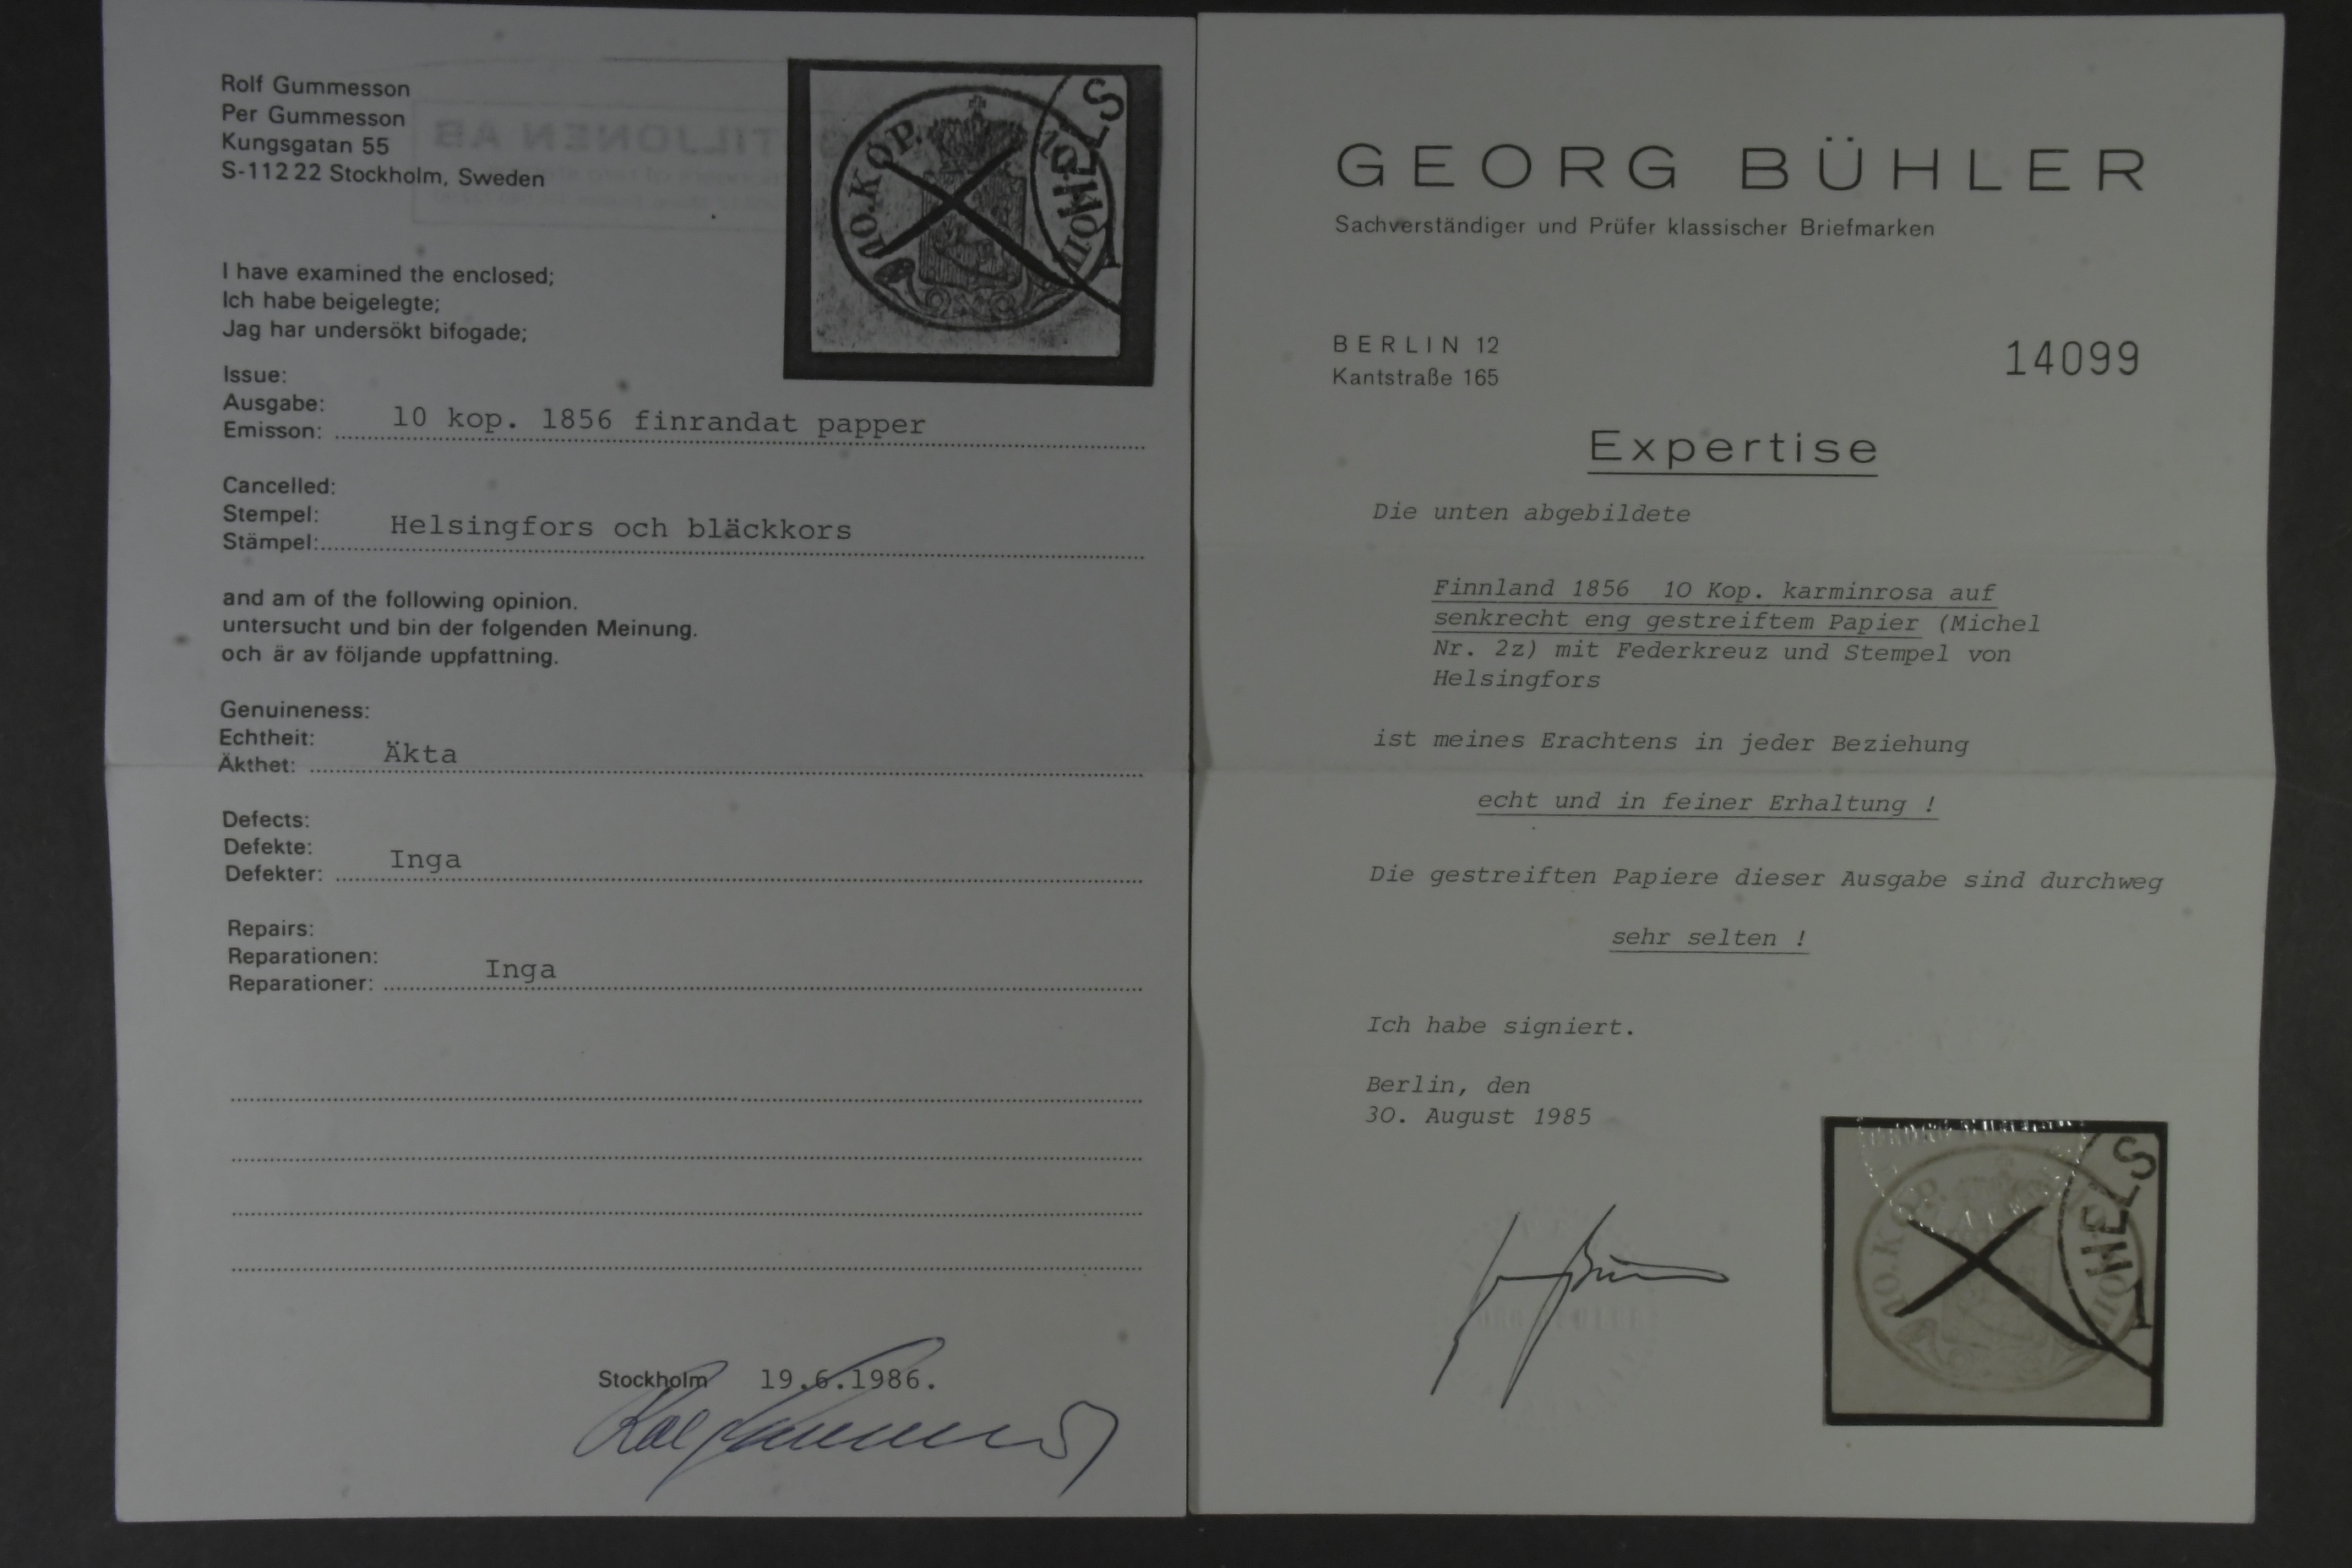 Rolf Gummesson
Per Gummesson
Kungsgatan 55
S-112 22 Stockholm, Sweden
10.KOP.
HELS
I have examined the enclosed;
Ich habe beigelegte;
Jag har undersökt bifogade;
Issue:
Ausgabe:
Emisson: 10 kop. 1856 finrandat papper
Cancelled:
Stempel:
Stämpel: Helsingfors och bläckkors
and am of the following opinion.
untersucht und bin der folgenden Meinung.
och är av följande uppfattning.
Genuineness:
Echtheit:
Äkthet: Äkta
Defects:
Defekte:
Defekter: Inga
Repairs:
Reparationen:
Reparationer: Inga
Stockholm 19.6.1986.
GEORG BÜHLER
Sachverständiger und Prüfer klassischer Briefmarken
BERLIN 12
Kantstraße 165
14099
Expertise
Die unten abgebildete
Finnland 1856 10 Kop. karminrosa auf
senkrecht eng gestreiftem Papier (Michel
Nr. 2z) mit Federkreuz und Stempel von
Helsingfors
ist meines Erachtens in jeder Beziehung
echt und in feiner Erhaltung !
Die gestreiften Papiere dieser Ausgabe sind durchweg
sehr selten !
Ich habe signiert.
Berlin, den
30. August 1985
10.KOP.
HELS